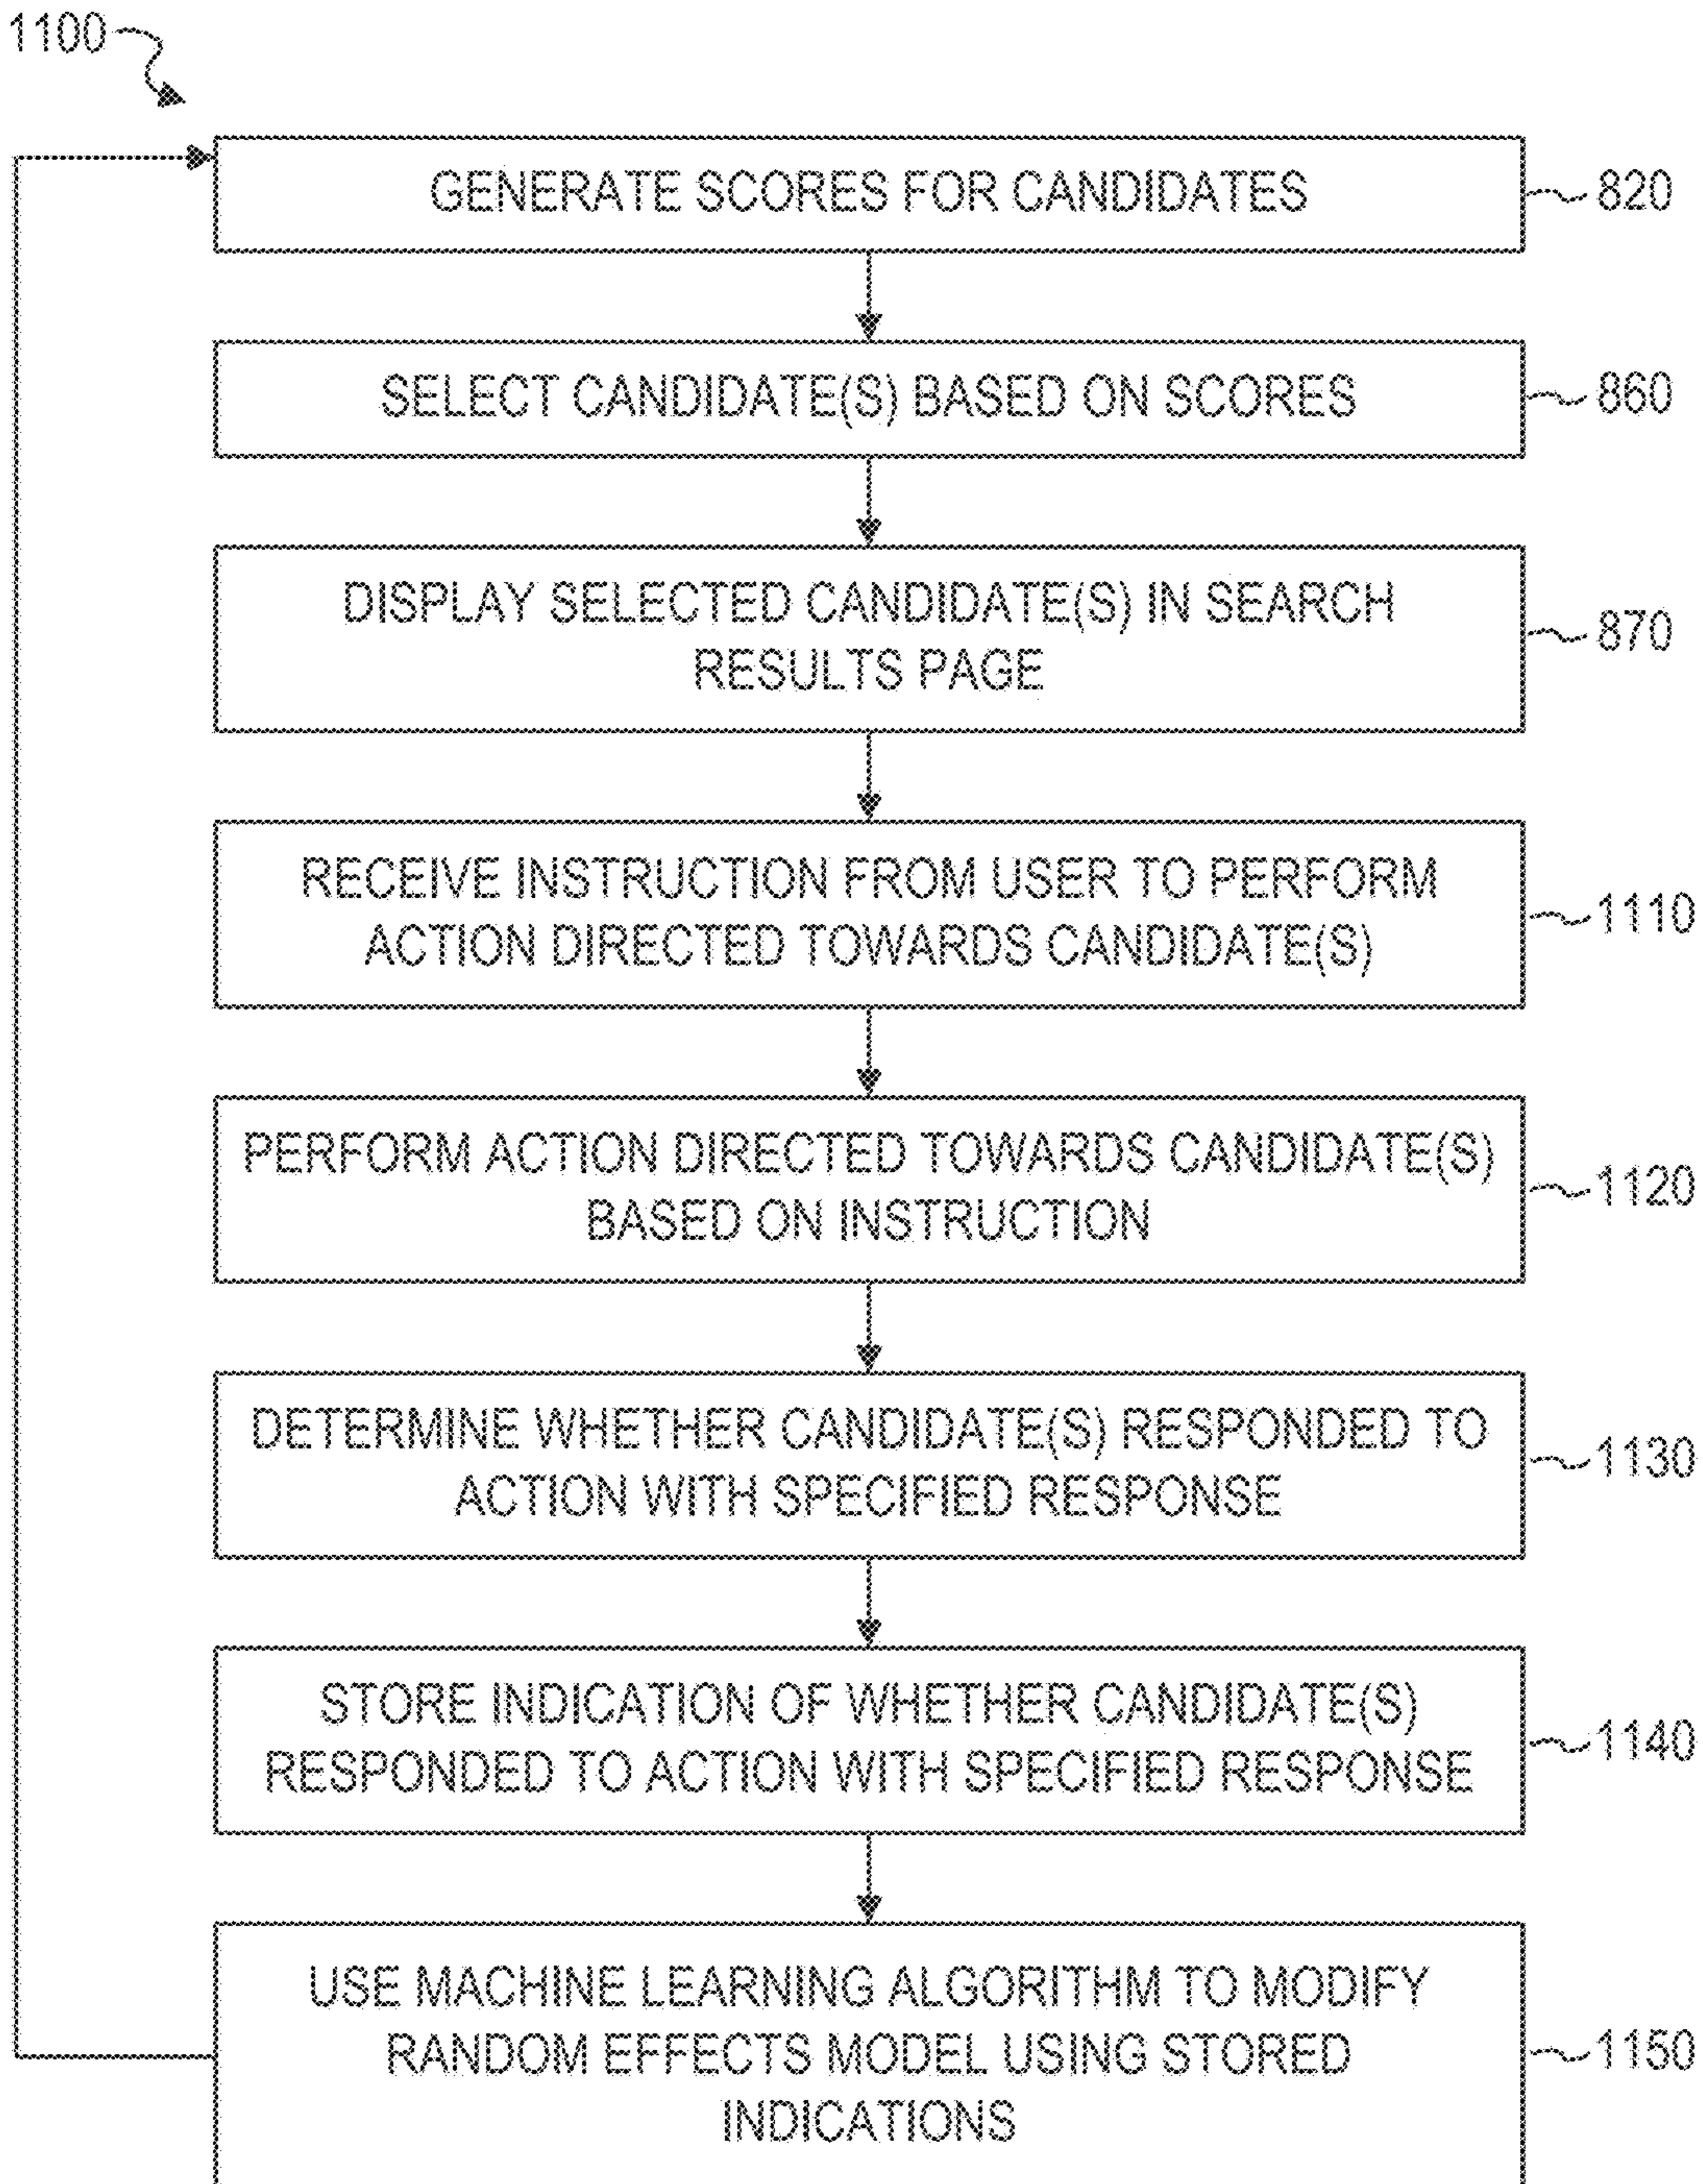 1100
GENERATE SCORES FOR CANDIDATES
820
SELECT CANDIDATE(S) BASED ON SCORES
860
DISPLAY SELECTED CANDIDATE(S) IN SEARCH
RESULTS PAGE
870
RECEIVE INSTRUCTION FROM USER TO PERFORM
ACTION DIRECTED TOWARDS CANDIDATE(S)
1110
PERFORM ACTION DIRECTED TOWARDS CANDIDATE(S)
BASED ON INSTRUCTION
1120
DETERMINE WHETHER CANDIDATE(S) RESPONDED TO
ACTION WITH SPECIFIED RESPONSE
1130
STORE INDICATION OF WHETHER CANDIDATE(S)
RESPONDED TO ACTION WITH SPECIFIED RESPONSE
1140
USE MACHINE LEARNING ALGORITHM TO MODIFY
RANDOM EFFECTS MODEL USING STORED
INDICATIONS
1150